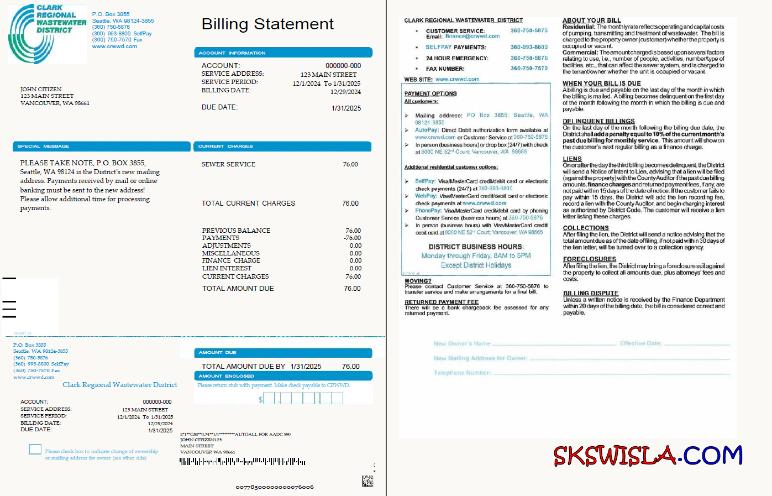 CLARK
REGIONAL
WASTEWATER
DISTRICT
P.O. Box 3855
Seattle, WA 98124-3855
(360) 750-5876
(360) 993-8800 SelfPay
(360) 750-7570 Fax
www.crwwd.com
Billing Statement
ACCOUNT INFORMATION
ACCOUNT: 000000-000
SERVICE ADDRESS: 123 MAIN STREET
SERVICE PERIOD: 12/1/2024 To 1/31/2025
BILLING DATE: 12/29/2024
DUE DATE: 1/31/2025
JOHN CITIZEN
123 MAIN STREET
VANCOUVER, WA 98661
SPECIAL MESSAGE
PLEASE TAKE NOTE, P.O. BOX 3855,
Seattle, WA 98124 is the District's new mailing
address. Payments received by mail or online
banking must be sent to the new address!
Please allow additional time for processing
payments.
CURRENT CHARGES
SEWER SERVICE 76.00
TOTAL CURRENT CHARGES 76.00
PREVIOUS BALANCE 76.00
PAYMENTS -76.00
ADJUSTMENTS 0.00
MISCELLANEOUS 0.00
FINANCE CHARGE 0.00
LIEN INTEREST 0.00
CURRENT CHARGES 76.00
TOTAL AMOUNT DUE 76.00
P.O. Box 3855
Seattle, WA 98124-3855
(360) 750-5876
(360) 993-8800 SelfPay
(360) 750-7570 Fax
www.crwwd.com
Clark Regional Wastewater District
ACCOUNT: 000000-000
SERVICE ADDRESS: 123 MAIN STREET
SERVICE PERIOD: 12/1/2024 To 1/31/2025
BILLING DATE: 12/29/2024
DUE DATE: 1/31/2025
Please check box to indicate change of ownership
or mailing address for owner (see other side)
AMOUNT DUE
TOTAL AMOUNT DUE BY 1/31/2025 76.00
AMOUNT ENCLOSED
Please return stub with payment. Make check payable to CRWWD.
$
JOHN CITIZEN
MAIN STREET
VANCOUVER WA 98661
CLARK REGIONAL WASTEWATER DISTRICT
• CUSTOMER SERVICE: 360-750-5876
Email: finance@crwwd.com
• SELFPAY PAYMENTS: 360-993-8800
• 24 HOUR EMERGENCY: 360-750-5876
• FAX NUMBER: 360-750-7570
WEB SITE: www.crwwd.com
PAYMENT OPTIONS
All customers:
➢ Mailing address: PO Box 3855, Seattle, WA
98124-3855
➢ AutoPay: Direct Debit authorization form available at
www.crwwd.com or Customer Service at 360-750-5876
➢ In person (business hours) or drop box (24/7) with check
at 8000 NE 52nd Court, Vancouver, WA 98665
Additional residential customer options:
➢ SelfPay: Visa/MasterCard credit/debit card or electronic
check payments (24/7) at 360-993-8800
➢ WebPay: Visa/MasterCard credit/debit card or electronic
check payments at www.crwwd.com
➢ PhonePay: Visa/MasterCard credit/debit card by phoning
Customer Service (business hours) at 360-750-5876
➢ In person (business hours) with Visa/MasterCard credit/
debit card at 8000 NE 52nd Court, Vancouver, WA 98665
DISTRICT BUSINESS HOURS
Monday through Friday, 8AM to 5PM
Except District Holidays
MOVING?
Please contact Customer Service at 360-750-5876 to
transfer service and make arrangements for a final bill.
RETURNED PAYMENT FEE
There will be a bank chargeback fee assessed for any
returned payment.
ABOUT YOUR BILL
Residential: The monthly rate reflects operating and capital costs
of pumping, transmitting and treatment of wastewater. The bill is
charged to the property owner (customer) whether the property is
occupied or vacant.
Commercial: The amount charged is based upon several factors
relating to use, i.e., number of people, activities, number/type of
facilities, etc., that can affect the sewer system, and is charged to
the tenant/owner whether the unit is occupied or vacant.
WHEN YOUR BILL IS DUE
A billing is due and payable on the last day of the month in which
the billing is mailed. A billing becomes delinquent on the first day
of the month following the month in which the billing is due and
payable.
DELINQUENT BILLINGS
On the last day of the month following the billing due date, the
District shall add a penalty equal to 10% of the current month's
past due billing for monthly service. This amount will show on
the customer's next regular billing as a finance charge.
LIENS
Once the third billing becomes delinquent, the District
will send a Notice of Intent to Lien, advising that a lien will be filed
(against the property) with the County Auditor if the past due billing
amounts, finance charges and returned payment fees, if any, are
not paid within 15 days of the date of notice. If the customer fails to
pay within 15 days, the District will add the lien recording fee,
record a lien with the County Auditor, and begin charging interest
as authorized by District Code. The customer will receive a lien
letter listing these charges.
COLLECTIONS
After filing the lien, the District will send a notice advising that the
total amount due as of the date of filing, if not paid within 30 days of
the lien letter, will be turned over to a collection agency.
FORECLOSURES
After filing the lien, the District may bring a foreclosure suit against
the property to collect all amounts due, plus attorneys' fees and
costs.
BILLING DISPUTE
Unless a written notice is received by the Finance Department
within 20 days of the billing date, the bill is considered correct and
payable.
New Owner's Name: Effective Date:
New Mailing Address for Owner:
Telephone Number:
SKSWISLA.COM